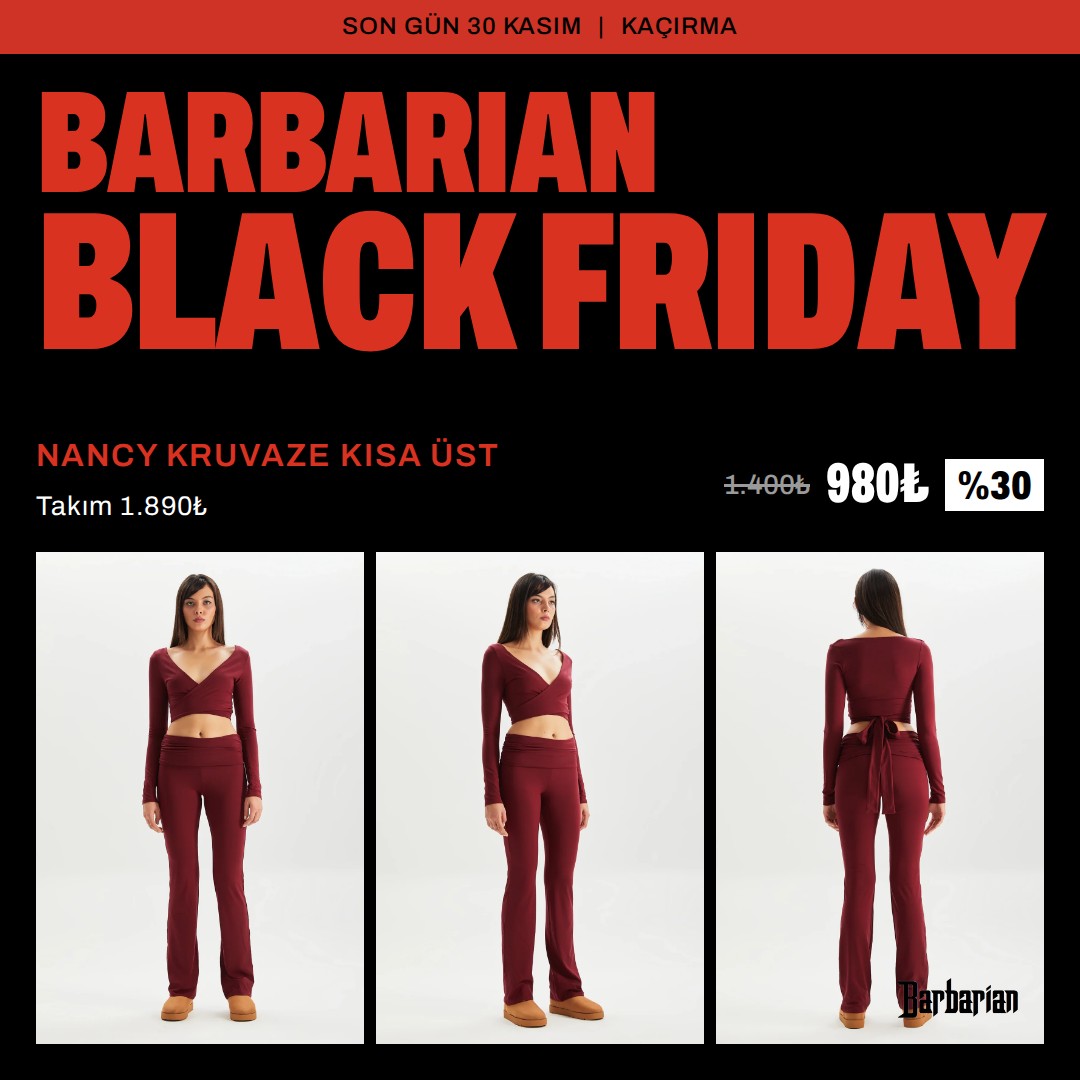 SON GÜN 30 KASIM | KAÇIRMA
BARBARIAN
BLACK FRIDAY
NANCY KRUVAZE KISA ÜST
Takım 1.890₺
1.400₺ 980₺ %30
Barbarian